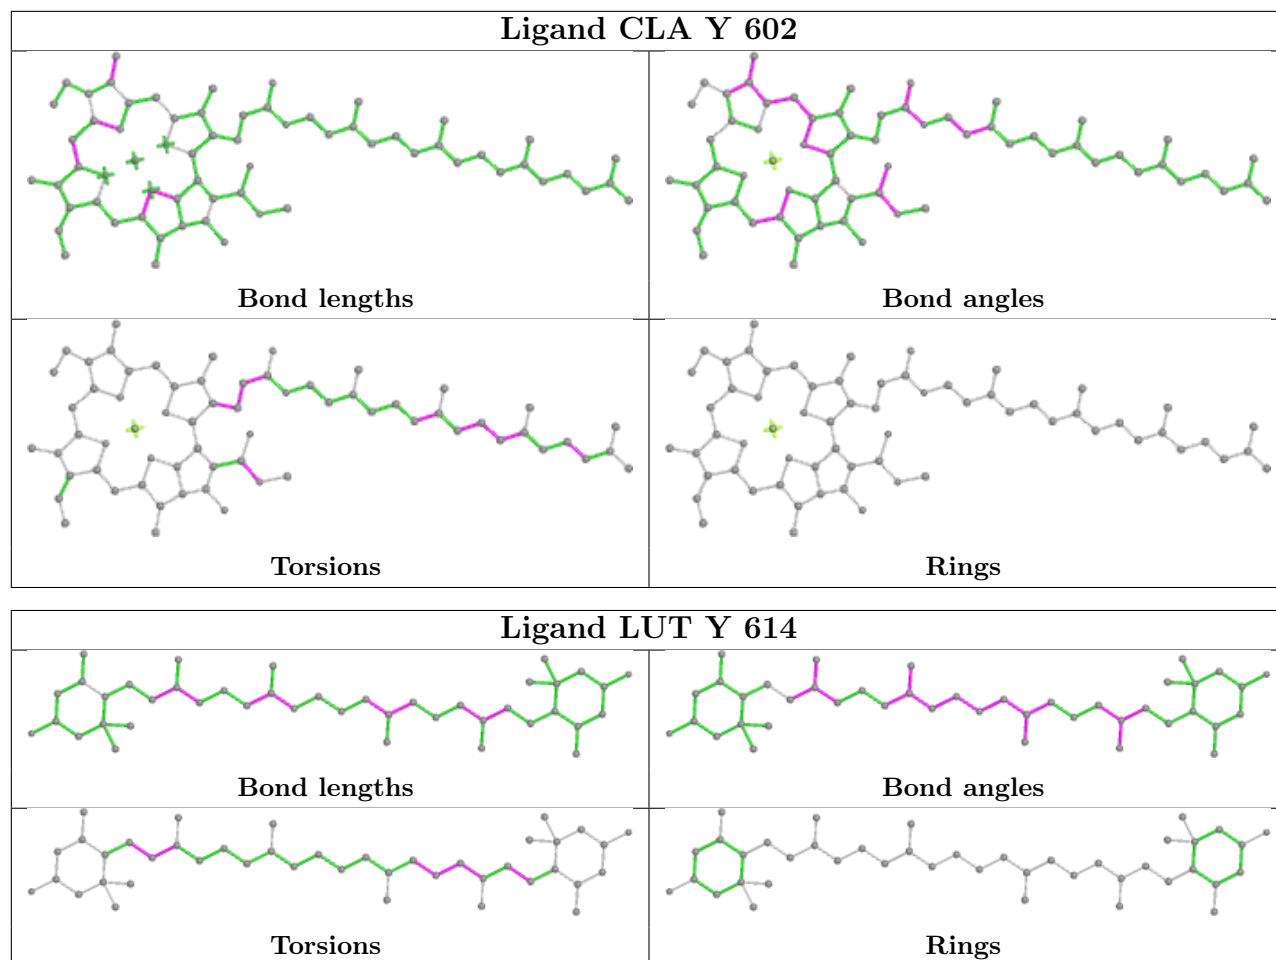 Ligand CLA Y 602
Bond lengths
Bond angles
Torsions
Rings
Ligand LUT Y 614
Bond lengths
Bond angles
Torsions
Rings